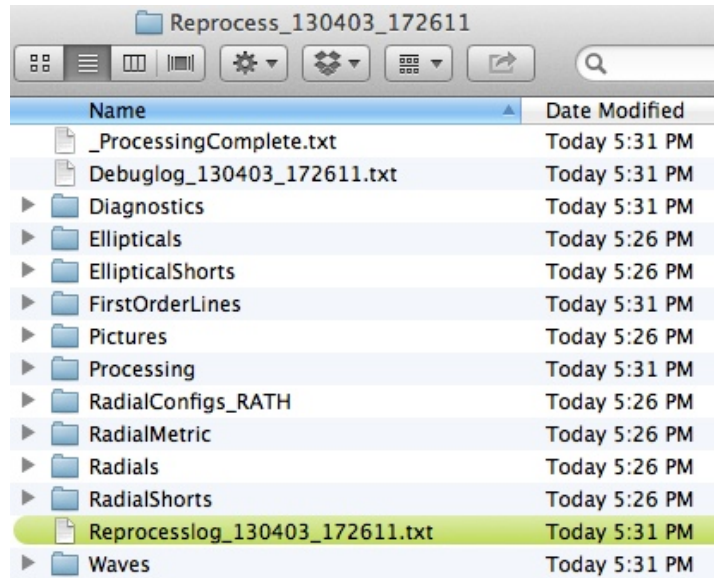 Reprocess_130403_172611
Name Date Modified
_ProcessingComplete.txt Today 5:31 PM
Debuglog_130403_172611.txt Today 5:31 PM
Diagnostics Today 5:31 PM
Ellipticals Today 5:26 PM
EllipticalShorts Today 5:26 PM
FirstOrderLines Today 5:31 PM
Pictures Today 5:26 PM
Processing Today 5:31 PM
RadialConfigs_RATH Today 5:26 PM
RadialMetric Today 5:26 PM
Radials Today 5:26 PM
RadialShorts Today 5:26 PM
Reprocesslog_130403_172611.txt Today 5:31 PM
Waves Today 5:31 PM